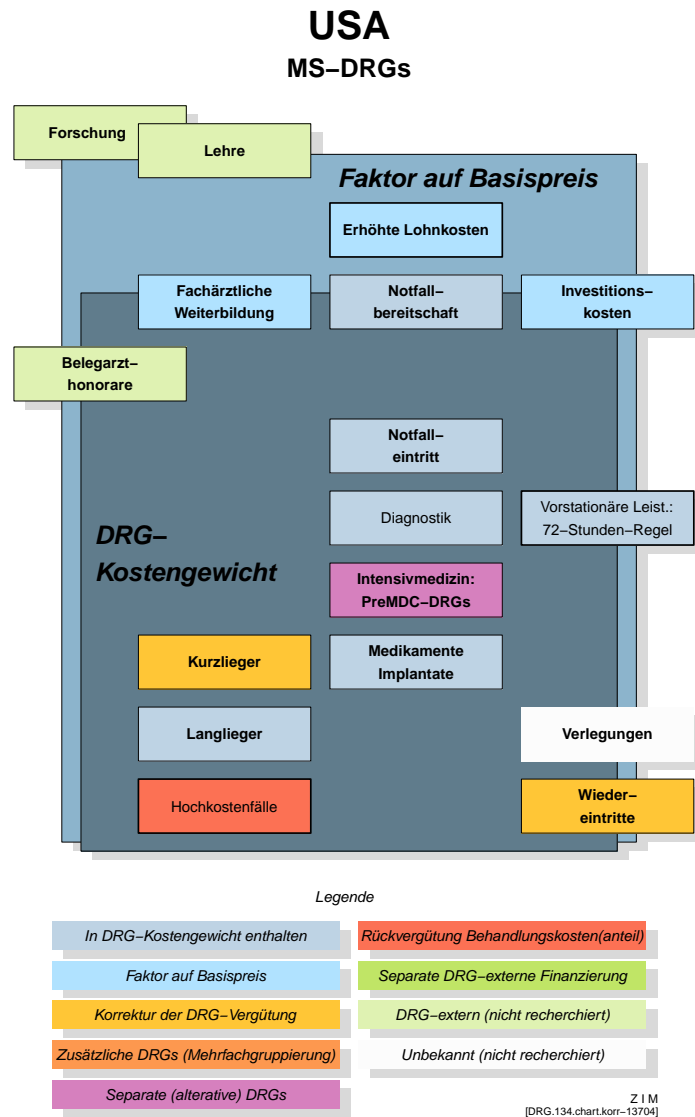 USA
MS–DRGs
Forschung
Lehre
Faktor auf Basispreis
Erhöhte Lohnkosten
Fachärztliche
Weiterbildung
Notfall–
bereitschaft
Investitions–
kosten
Belegarzt–
honorare
Notfall–
eintritt
Diagnostik
Vorstationäre Leist.:
72–Stunden–Regel
DRG–
Kostengewicht
Intensivmedizin:
PreMDC–DRGs
Kurzlieger
Medikamente
Implantate
Langlieger
Verlegungen
Hochkostenfälle
Wieder–
eintritte
Legende
In DRG–Kostengewicht enthalten
Rückvergütung Behandlungskosten(anteil)
Faktor auf Basispreis
Separate DRG–externe Finanzierung
Korrektur der DRG–Vergütung
DRG–extern (nicht recherchiert)
Zusätzliche DRGs (Mehrfachgruppierung)
Unbekannt (nicht recherchiert)
Separate (alterative) DRGs
Z I M
[DRG.134.chart.korr–13704]